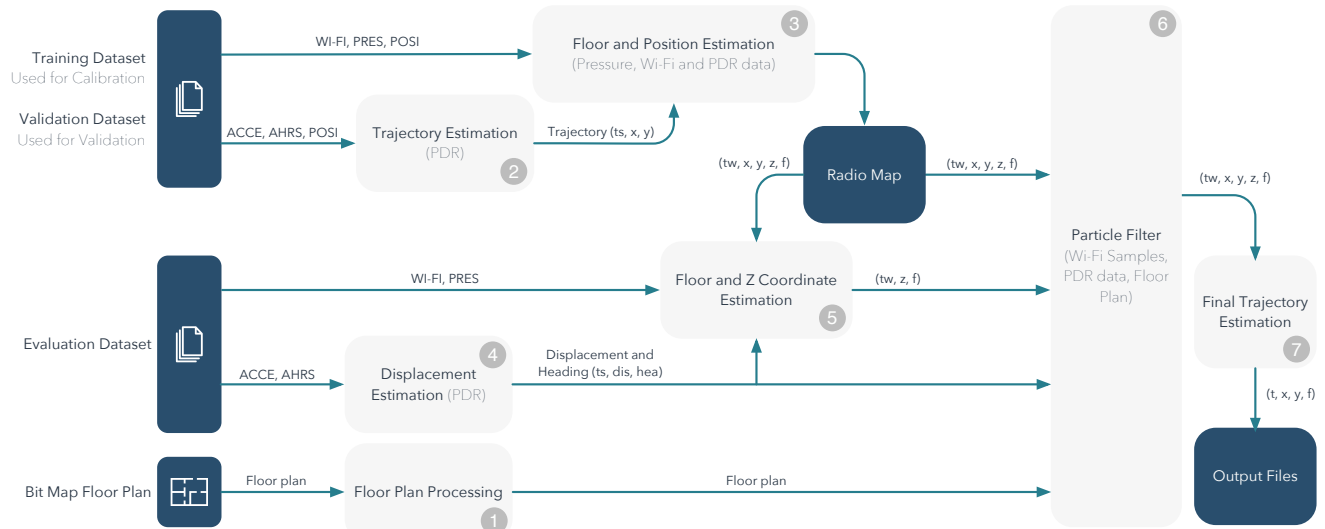 Training Dataset
Used for Calibration
Validation Dataset
Used for Validation
WI-FI, PRES, POSI
ACCE, AHRS, POSI
Trajectory Estimation
(PDR)
2
Trajectory (ts, x, y)
3
Floor and Position Estimation
(Pressure, Wi-Fi and PDR data)
Radio Map
(tw, x, y, z, f)
(tw, x, y, z, f)
Evaluation Dataset
WI-FI, PRES
Floor and Z Coordinate
Estimation
5
(tw, z, f)
ACCE, AHRS
4
Displacement
Estimation (PDR)
Displacement and
Heading (ts, dis, hea)
Bit Map Floor Plan
Floor plan
Floor Plan Processing
1
Floor plan
6
Particle Filter
(Wi-Fi Samples,
PDR data, Floor
Plan)
(tw, x, y, z, f)
Final Trajectory
Estimation
7
(t, x, y, f)
Output Files